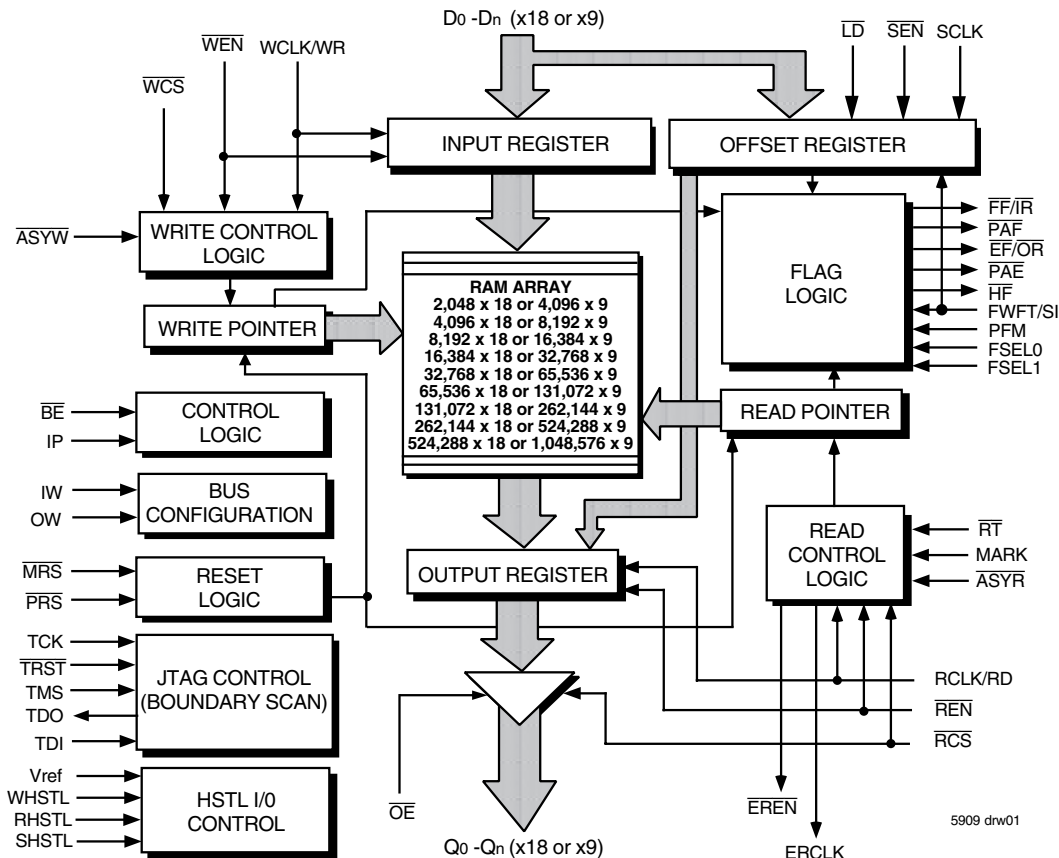 D0 -Dn (x18 or x9)
WEN
WCLK/WR
LD
SEN
SCLK
WCS
INPUT REGISTER
OFFSET REGISTER
ASYW
WRITE CONTROL
LOGIC
FLAG
LOGIC
FF/IR
PAF
EF/OR
PAE
HF
FWFT/SI
PFM
FSEL0
FSEL1
WRITE POINTER
RAM ARRAY
2,048 x 18 or 4,096 x 9
4,096 x 18 or 8,192 x 9
8,192 x 18 or 16,384 x 9
16,384 x 18 or 32,768 x 9
32,768 x 18 or 65,536 x 9
65,536 x 18 or 131,072 x 9
131,072 x 18 or 262,144 x 9
262,144 x 18 or 524,288 x 9
524,288 x 18 or 1,048,576 x 9
READ POINTER
BE
IP
CONTROL
LOGIC
IW
OW
BUS
CONFIGURATION
READ
CONTROL
LOGIC
RT
MARK
ASYR
MRS
PRS
RESET
LOGIC
OUTPUT REGISTER
TCK
TRST
TMS
TDO
TDI
JTAG CONTROL
(BOUNDARY SCAN)
RCLK/RD
REN
RCS
Vref
WHSTL
RHSTL
SHSTL
HSTL I/0
CONTROL
OE
EREN
ERCLK
Q0 -Qn (x18 or x9)
5909 drw01